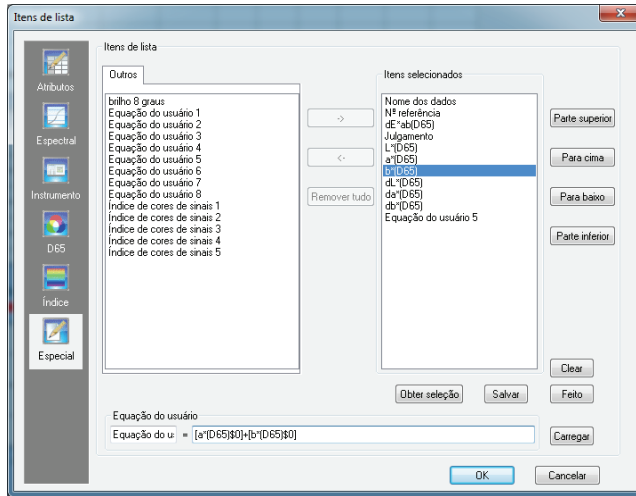 Itens de lista
Atributos
Espectral
Instrumento
D65
Índice
Especial
Itens de lista
Outros
brilho 8 graus
Equação do usuário 1
Equação do usuário 2
Equação do usuário 3
Equação do usuário 4
Equação do usuário 5
Equação do usuário 6
Equação do usuário 7
Equação do usuário 8
Índice de cores de sinais 1
Índice de cores de sinais 2
Índice de cores de sinais 3
Índice de cores de sinais 4
Índice de cores de sinais 5
->
<-
Remover tudo
Itens selecionados
Nome dos dados
Nª referência
dE*ab(D65)
Julgamento
L*(D65)
a*(D65)
b*(D65)
dL*(D65)
da*(D65)
db*(D65)
Equação do usuário 5
Parte superior
Para cima
Para baixo
Parte inferior
Clear
Obter seleção
Salvar
Feito
Equação do usuário
Equação do u: = [a*(D65)$0]+[b*(D65)$0]
Carregar
OK
Cancelar